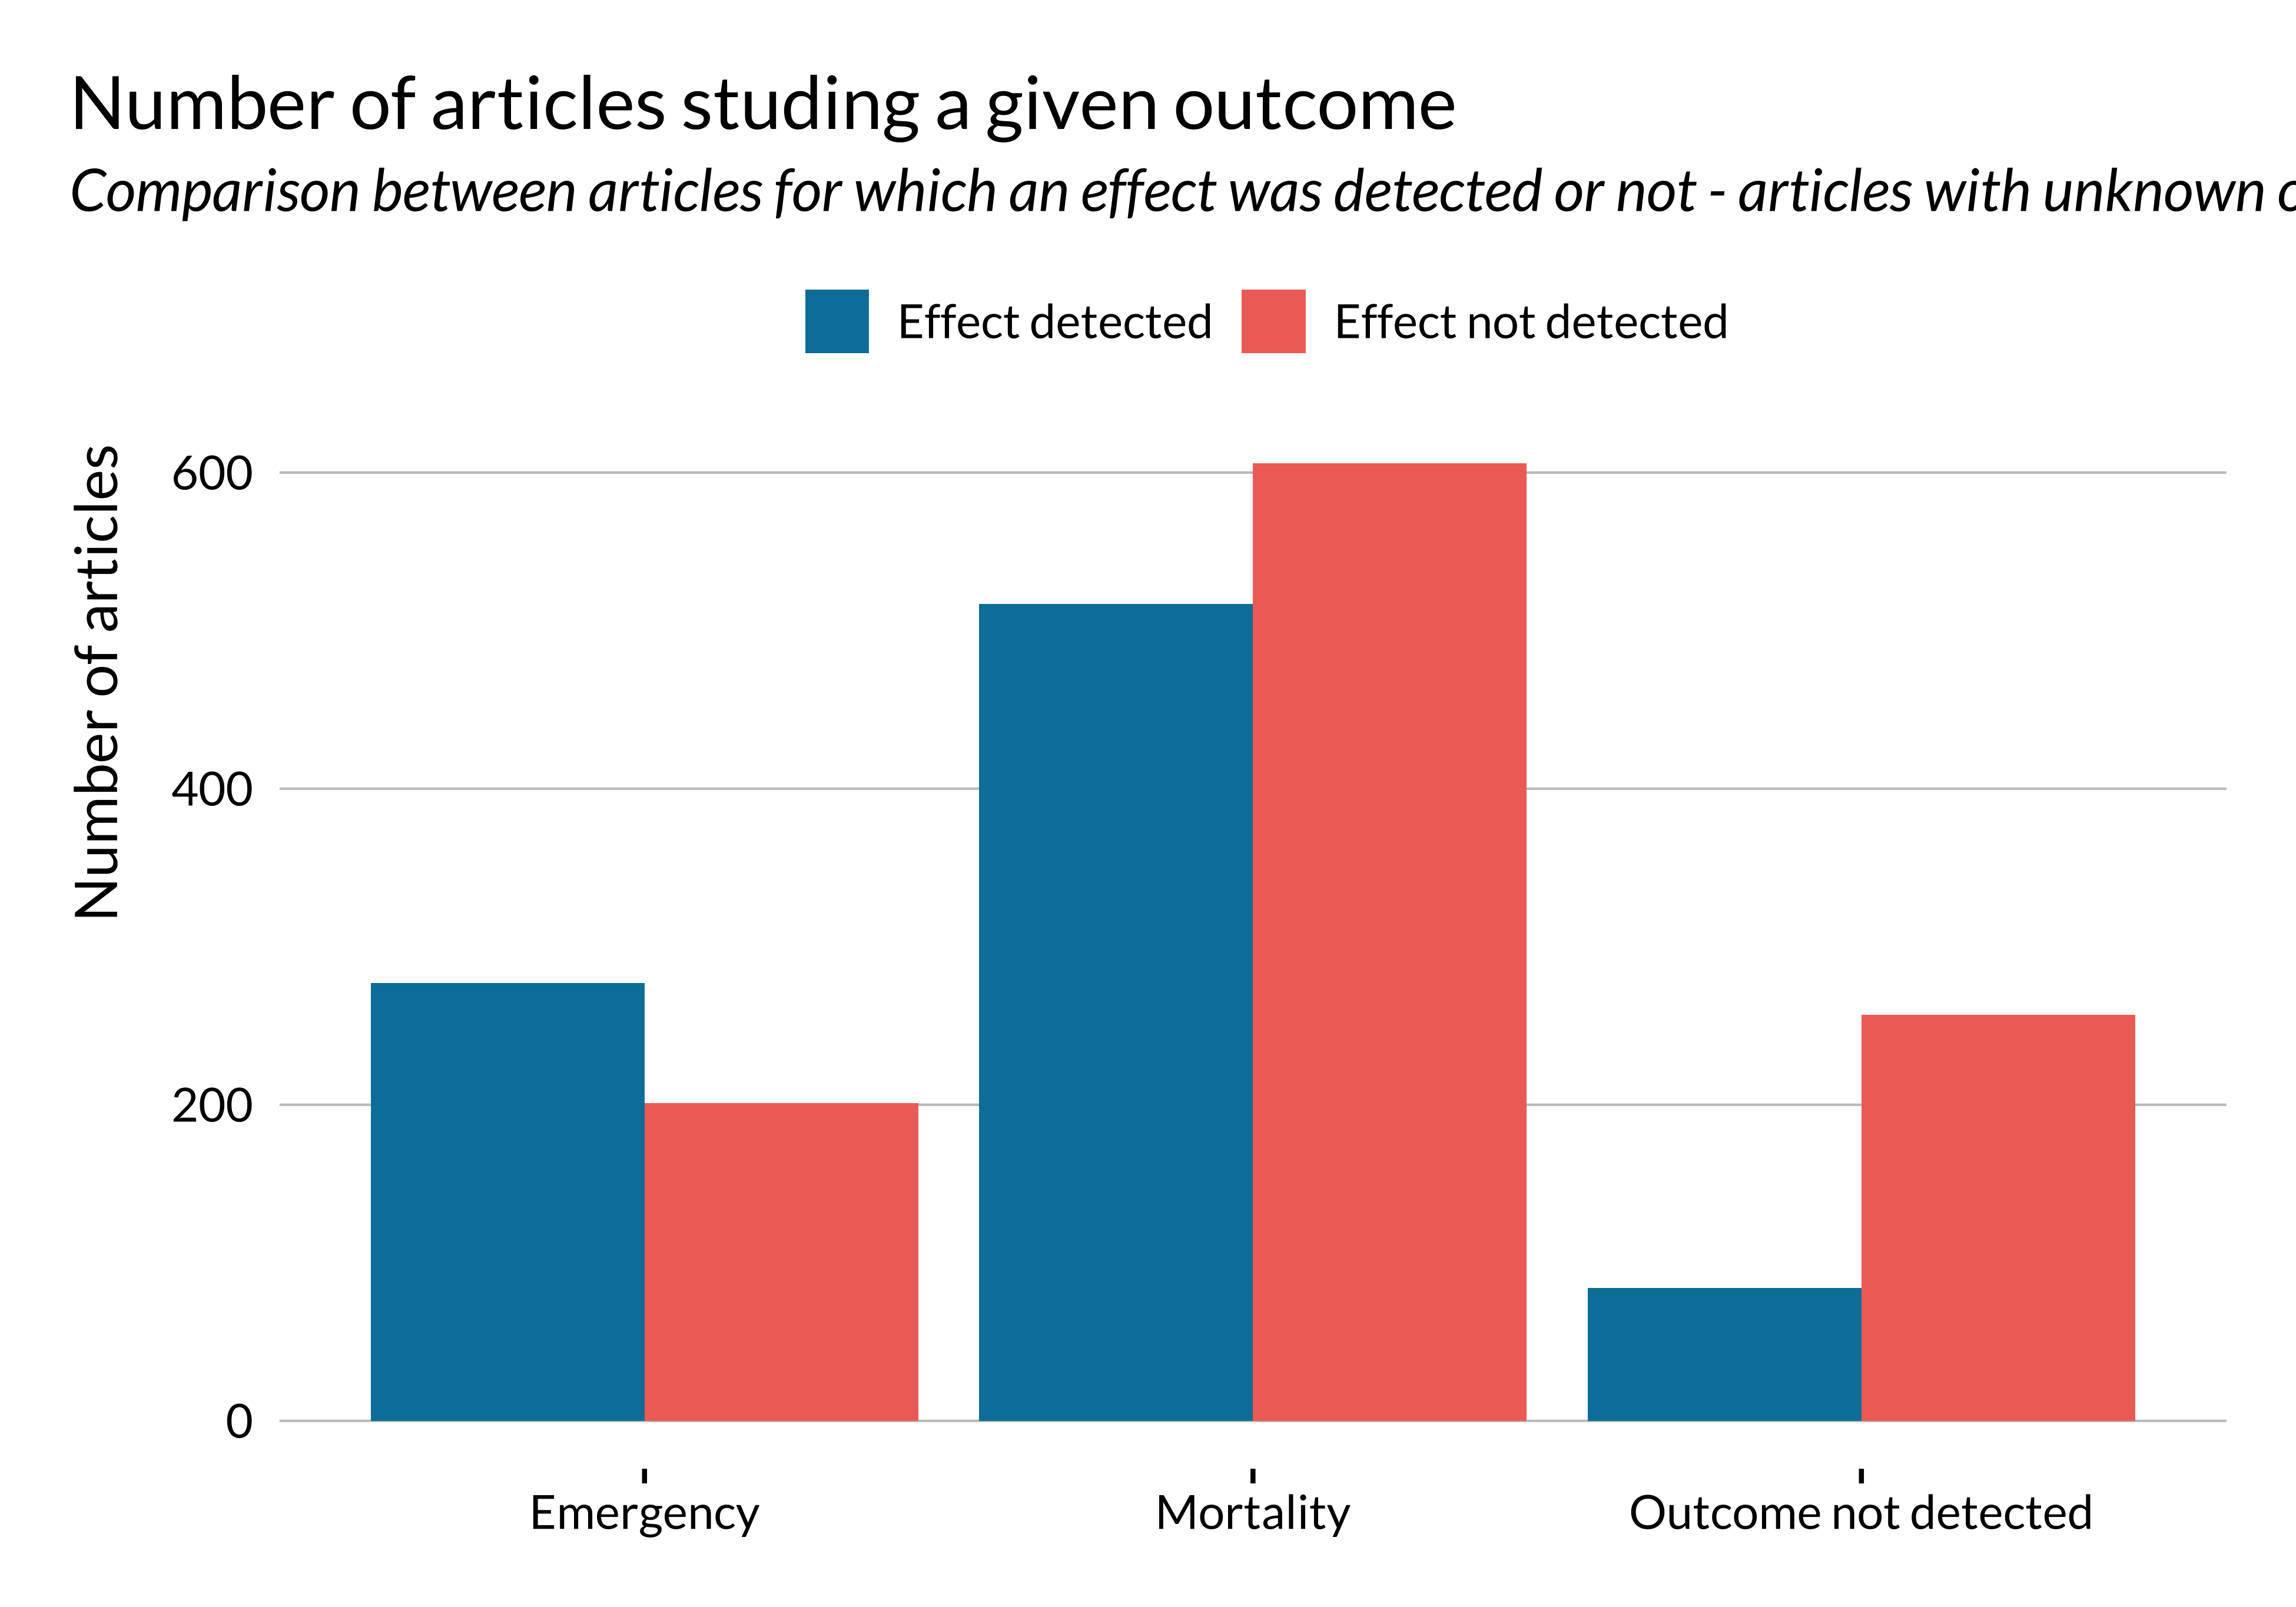 Number of articles studing a given outcome
Comparison between articles for which an effect was detected or not - articles with unknown
Effect detected Effect not detected
Number of articles
600
400
200
0
Emergency Mortality Outcome not detected